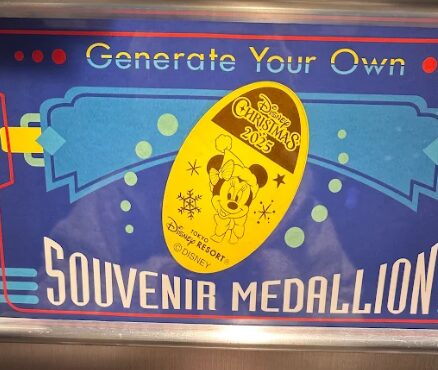 Generate Your Own
Disney
CHRISTMAS
2025
TOKYO
Disney RESORT®
©DISNEY
SOUVENIR MEDALLION